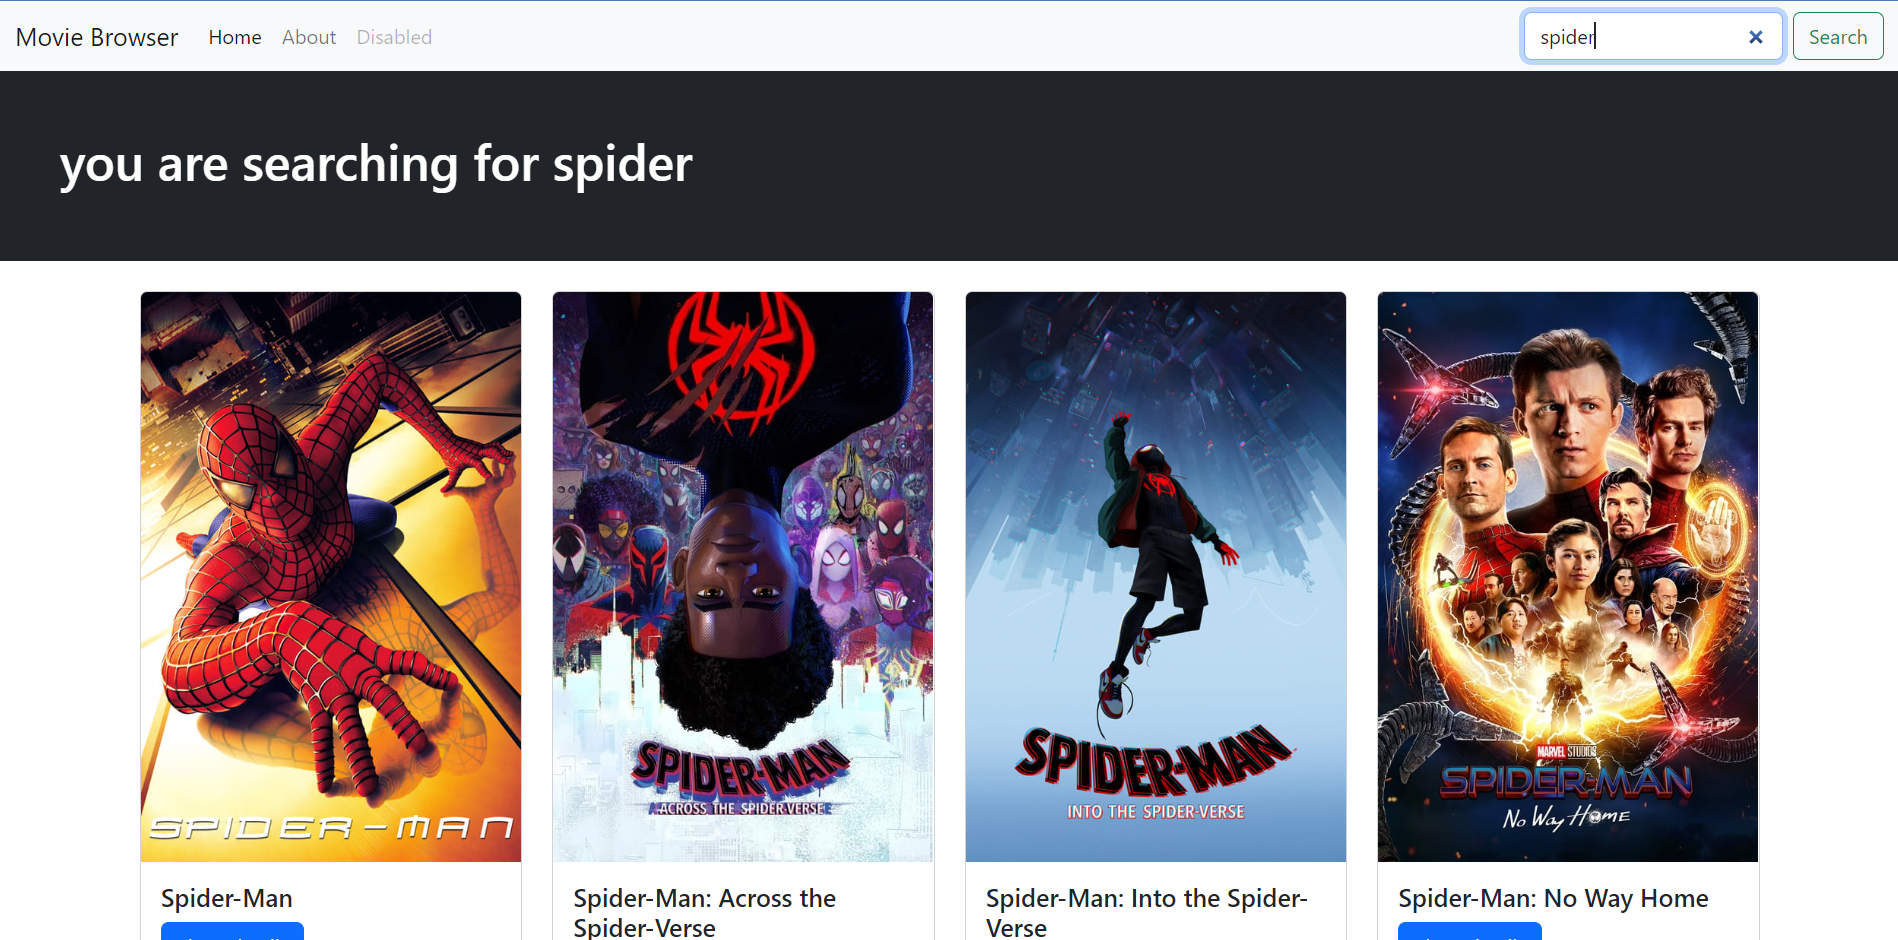 Movie Browser Home About Disabled spider Search
you are searching for spider
SPIDER-MAN
SPIDER-MAN
ACROSS THE SPIDER-VERSE
SPIDER-MAN
INTO THE SPIDER-VERSE
MARVEL STUDIOS
SPIDER-MAN
No Way Home
Spider-Man
Spider-Man: Across the
Spider-Verse
Spider-Man: Into the Spider-
Verse
Spider-Man: No Way Home